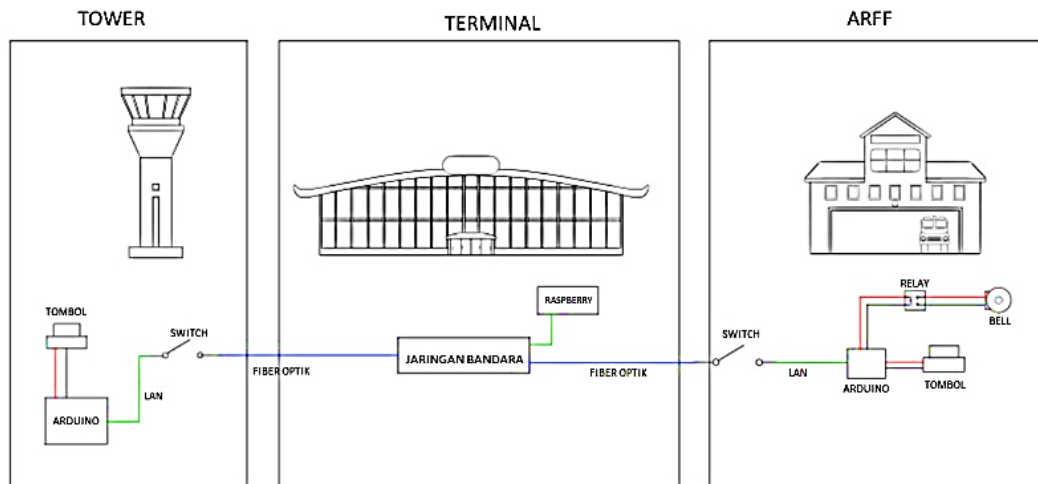 TOWER
TERMINAL
ARFF
TOMBOL
SWITCH
LAN
ARDUINO
FIBER OPTIK
JARINGAN BANDARA
RASPBERRY
FIBER OPTIK
SWITCH
LAN
RELAY
BELL
ARDUINO
TOMBOL